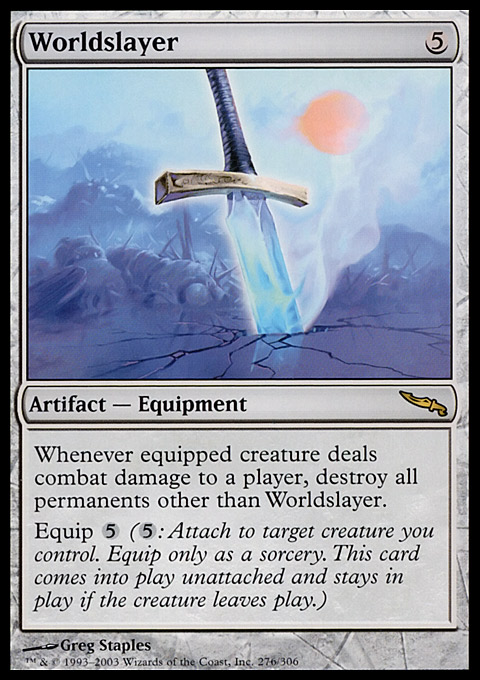 Worldslayer 5
Artifact — Equipment
Whenever equipped creature deals
combat damage to a player, destroy all
permanents other than Worldslayer.
Equip 5 (5: Attach to target creature you
control. Equip only as a sorcery. This card
comes into play unattached and stays in
play if the creature leaves play.)
Greg Staples
™ & © 1993–2003 Wizards of the Coast, Inc. 276/306